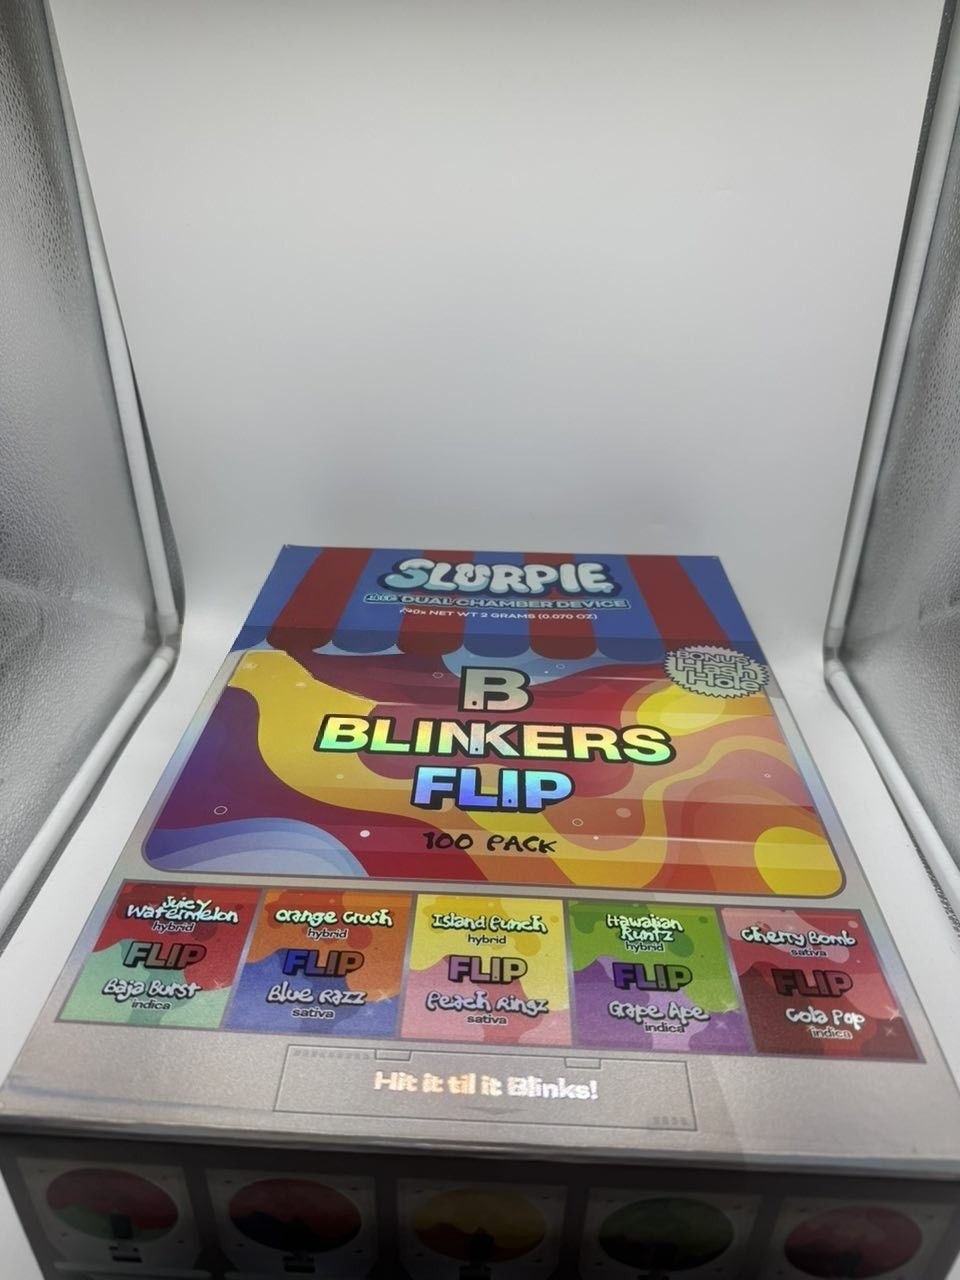 SLURPIE
DUAL CHAMBER DEVICE
NET WT 2 GRAMS (0.070 OZ)
BONUS
Hash
Hole
B
BLINKERS
FLIP
100 PACK
Juicy
Watermelon
hybrid
FLIP
Baja Burst
indica
Orange Crush
hybrid
FLIP
Blue Razz
sativa
Island Punch
hybrid
FLIP
Peach Ringz
sativa
Hawaiian
Runtz
hybrid
FLIP
Grape Ape
indica
Cherry Bomb
sativa
FLIP
Cola Pop
indica
Hit it til it Blinks!